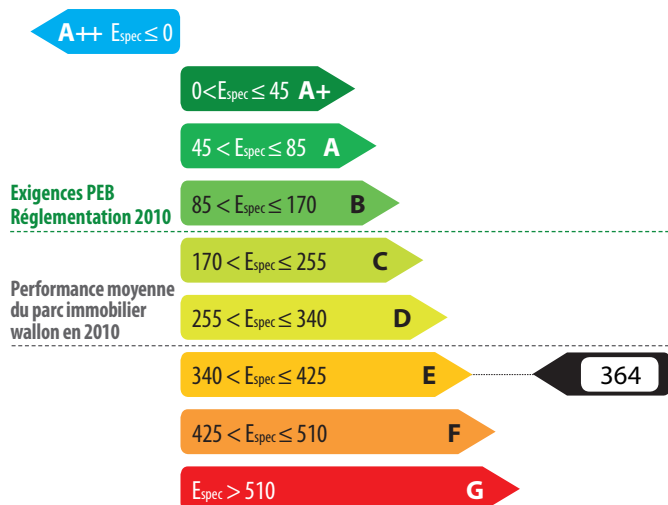 A++ Espec ≤ 0
0<Espec ≤ 45 A+
45 < Espec ≤ 85 A
Exigences PEB
Réglementation 2010
85 < Espec ≤ 170 B
170 < Espec ≤ 255 C
Performance moyenne
du parc immobilier
wallon en 2010
255 < Espec ≤ 340 D
340 < Espec ≤ 425 E
364
425 < Espec ≤ 510 F
Espec > 510 G